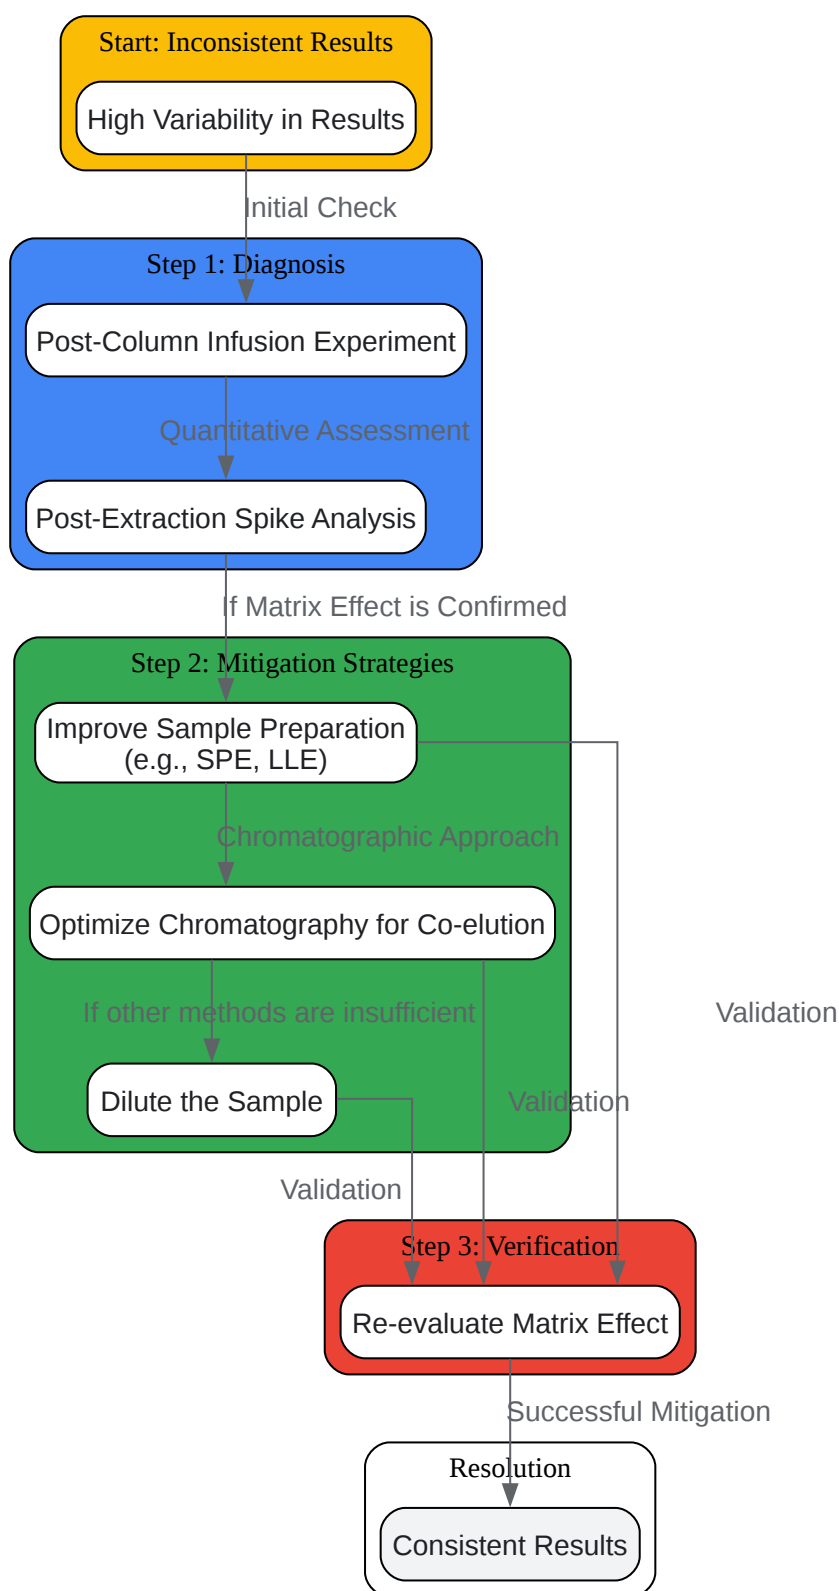 Start: Inconsistent Results
High Variability in Results
Initial Check
Step 1: Diagnosis
Post-Column Infusion Experiment
Quantitative Assessment
Post-Extraction Spike Analysis
If Matrix Effect is Confirmed
Step 2: Mitigation Strategies
Improve Sample Preparation
(e.g., SPE, LLE)
Chromatographic Approach
Optimize Chromatography for Co-elution
If other methods are insufficient
Validation
Dilute the Sample
Validation
Validation
Step 3: Verification
Re-evaluate Matrix Effect
Successful Mitigation
Resolution
Consistent Results